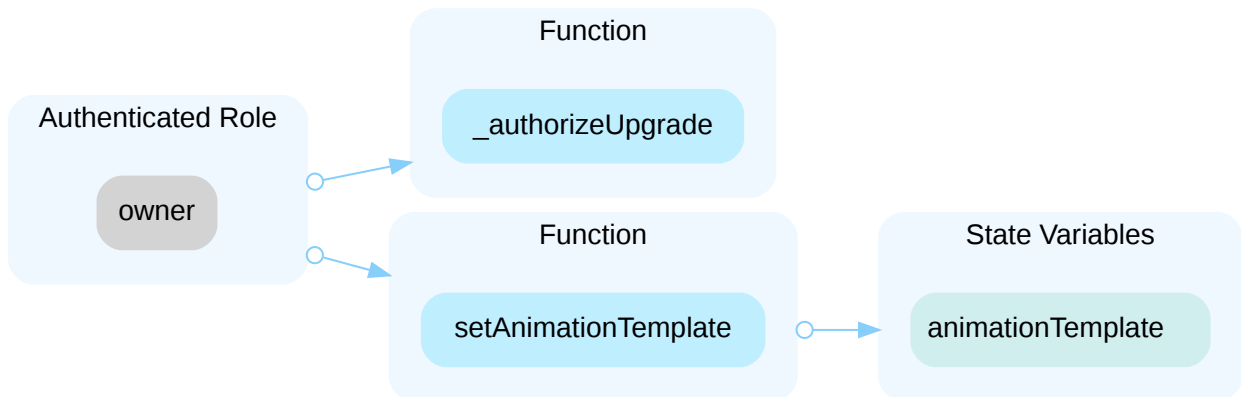 Authenticated Role
owner
Function
_authorizeUpgrade
Function
setAnimationTemplate
State Variables
animationTemplate